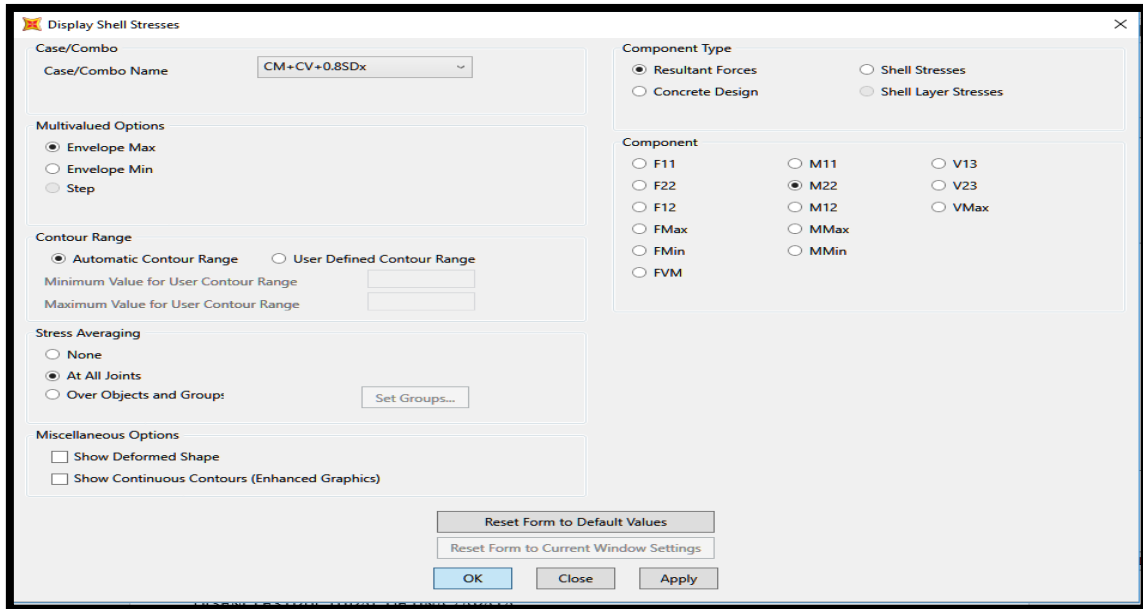 Display Shell Stresses
Case/Combo
Case/Combo Name
CM+CV+0.8SDx
Multivalued Options
Envelope Max
Envelope Min
Step
Contour Range
Automatic Contour Range
User Defined Contour Range
Minimum Value for User Contour Range
Maximum Value for User Contour Range
Stress Averaging
None
At All Joints
Over Objects and Groups
Set Groups...
Miscellaneous Options
Show Deformed Shape
Show Continuous Contours (Enhanced Graphics)
Component Type
Resultant Forces
Shell Stresses
Concrete Design
Shell Layer Stresses
Component
F11 M11 V13
F22 M22 V23
F12 M12 VMax
FMax MMax
FMin MMin
FVM
Reset Form to Default Values
Reset Form to Current Window Settings
OK Close Apply